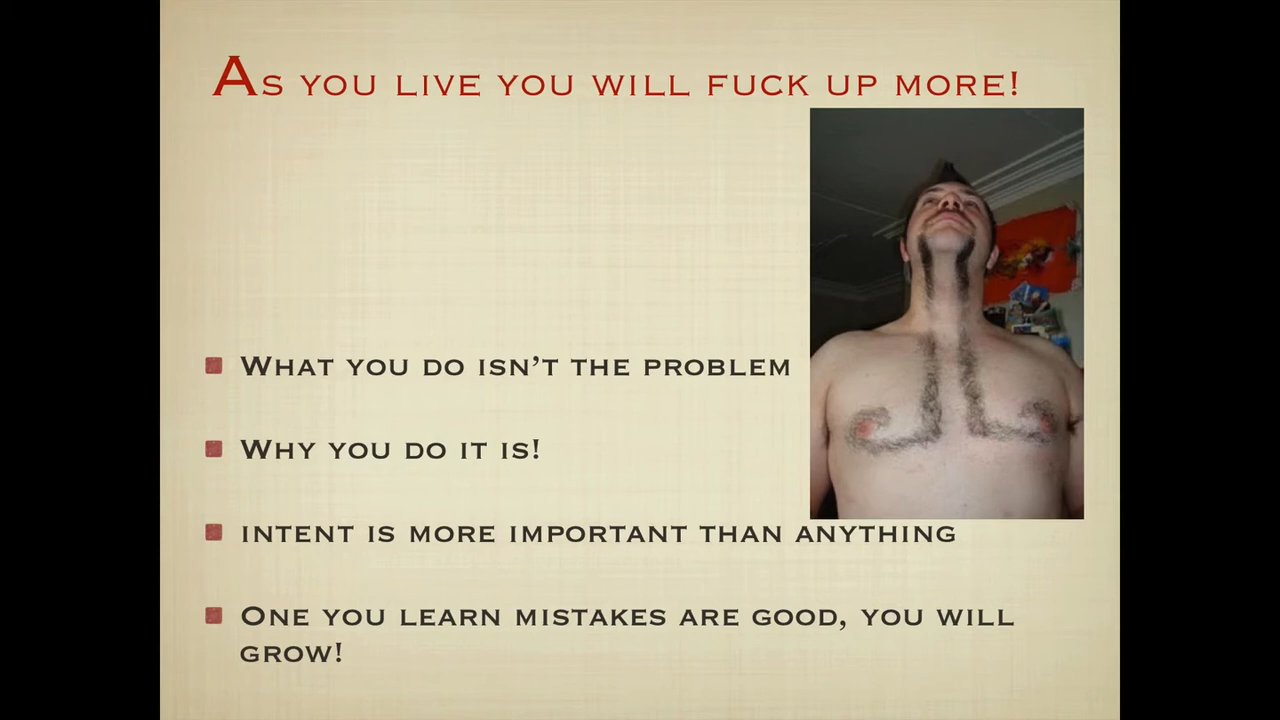 As you live you will fuck up more!
What you do isn't the problem
Why you do it is!
intent is more important than anything
One you learn mistakes are good, you will
grow!